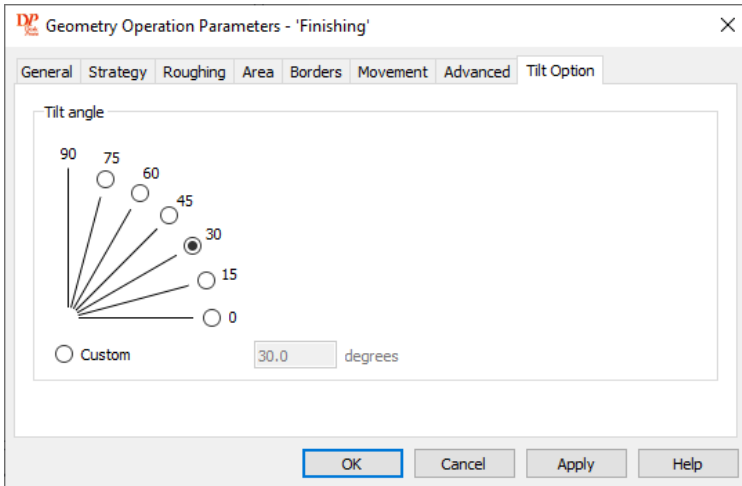 DP Geometry Operation Parameters - 'Finishing'
General Strategy Roughing Area Borders Movement Advanced Tilt Option
Tilt angle
90
75
60
45
30
15
0
Custom 30.0 degrees
OK Cancel Apply Help